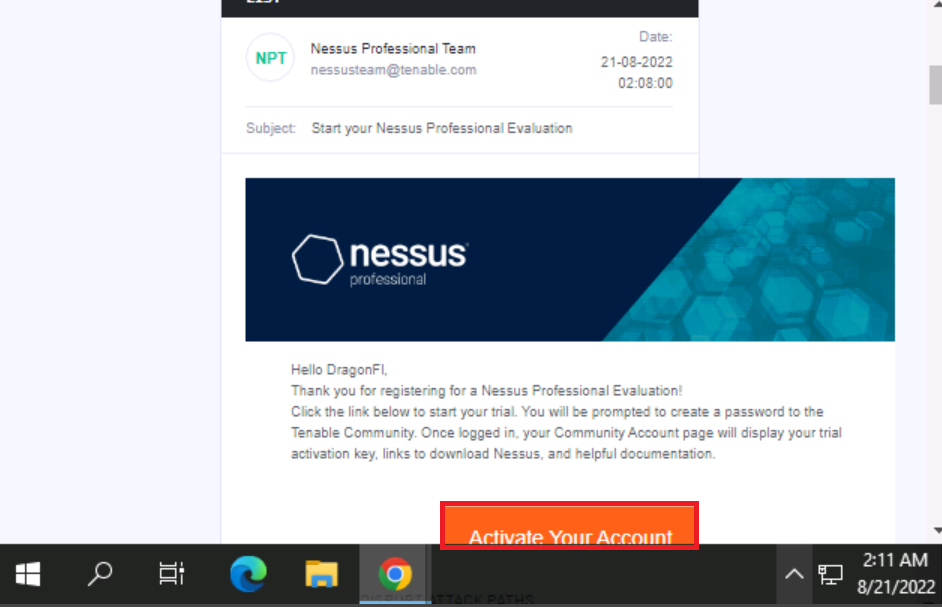 Date:
NPT
Nessus Professional Team
nessusteam@tenable.com
21-08-2022
02:08:00
Subject: Start your Nessus Professional Evaluation
nessus
professional
Hello DragonFI,
Thank you for registering for a Nessus Professional Evaluation!
Click the link below to start your trial. You will be prompted to create a password to the
Tenable Community. Once logged in, your Community Account page will display your trial
activation key, links to download Nessus, and helpful documentation.
Activate Your Account
2:11 AM
8/21/2022
DISRUPT ATTACK PATHS